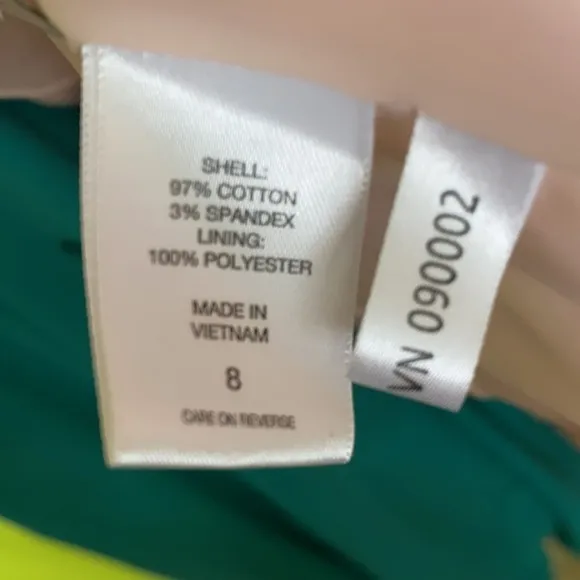 SHELL:
97% COTTON
3% SPANDEX
LINING:
100% POLYESTER
MADE IN
VIETNAM
8
CARE ON REVERSE
VN 090002